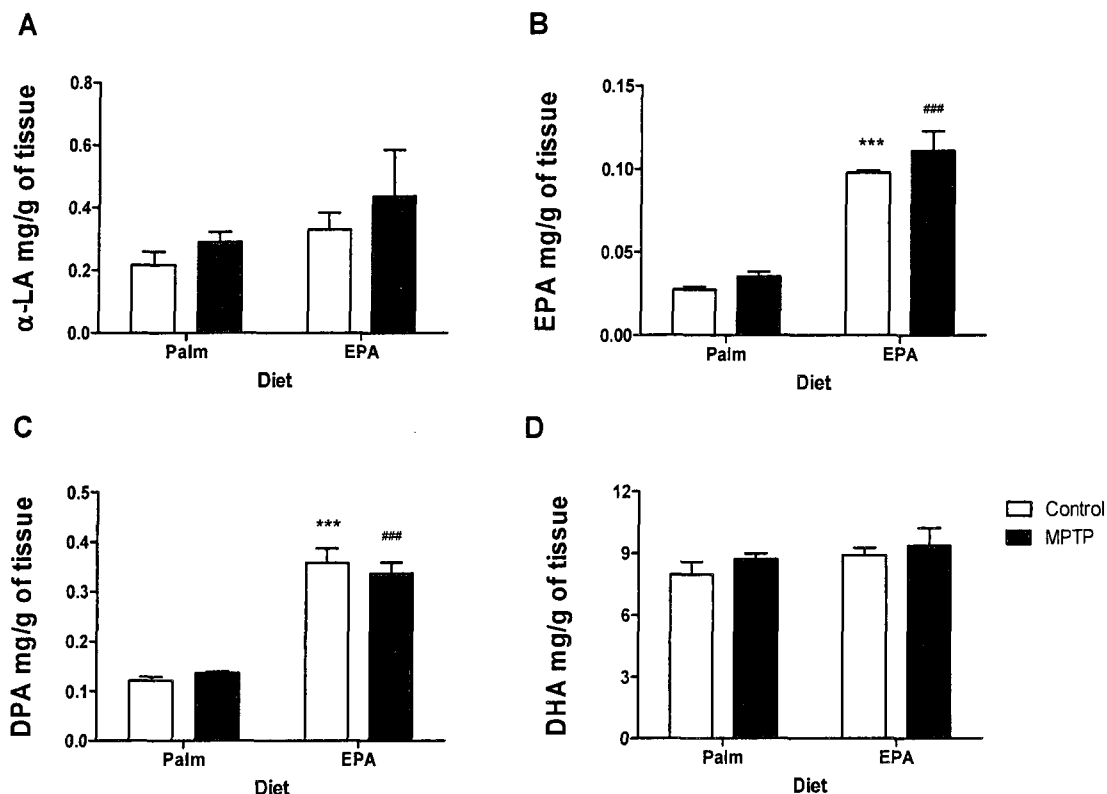 A
α-LA mg/g of tissue
0.8
0.6
0.4
0.2
0.0
Palm
EPA
Diet
B
EPA mg/g of tissue
0.15
0.10
0.05
0.00
***
###
Palm
EPA
Diet
C
DPA mg/g of tissue
0.5
0.4
0.3
0.2
0.1
0.0
***
###
Palm
EPA
Diet
D
DHA mg/g of tissue
12
9
6
3
0
Palm
EPA
Diet
Control
MPTP